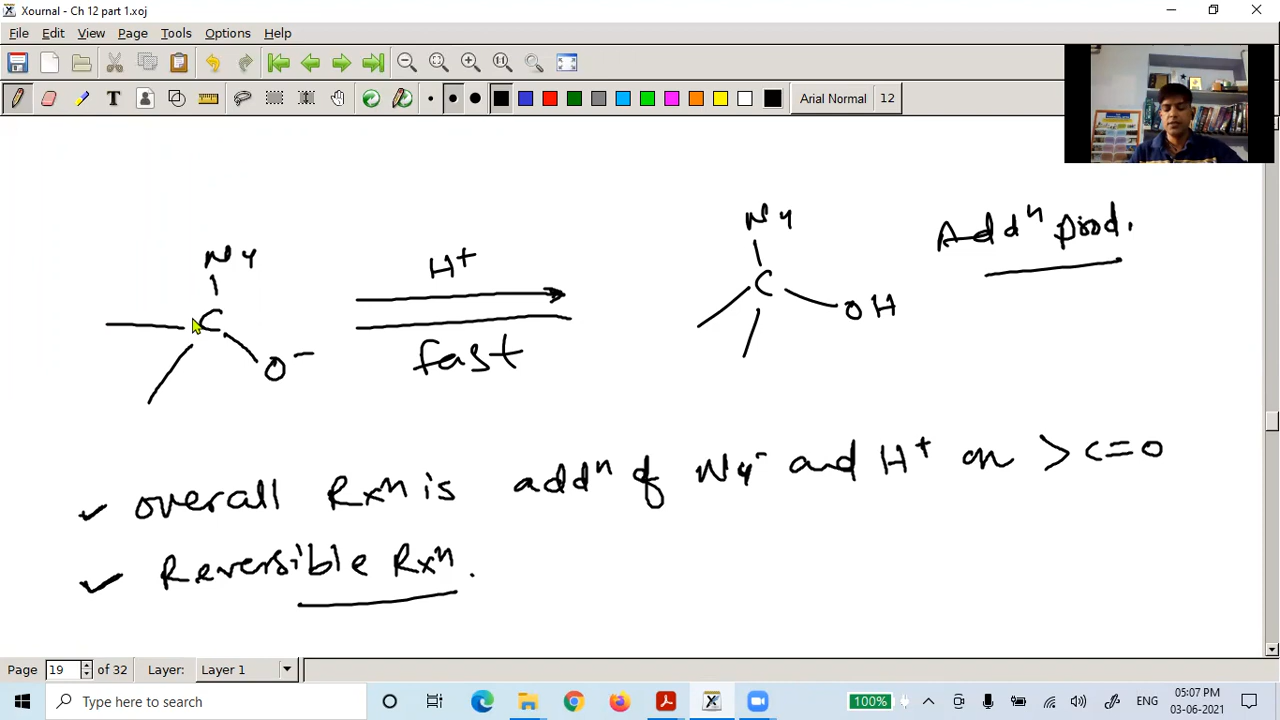 Xournal - Ch 12 part 1.xoj
File Edit View Page Tools Options Help
Arial Normal 12
Nu
C
O−
H+
fast
Nu
C
OH
Addn prod.
overall Rxn is addn of Nu- and H+ on >C=O
Reversible Rxn.
Page 19 of 32 Layer: Layer 1
Type here to search
100%
ENG
05:07 PM
03-06-2021